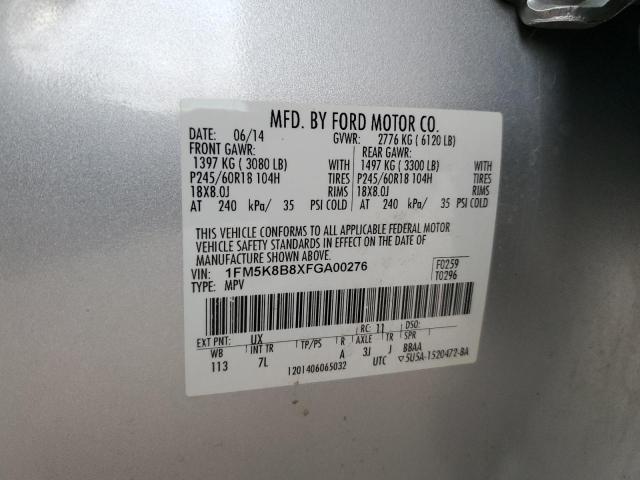 MFD. BY FORD MOTOR CO.
DATE: 06/14 GVWR: 2776 KG ( 6120 LB)
FRONT GAWR: REAR GAWR:
1397 KG ( 3080 LB) WITH 1497 KG ( 3300 LB) WITH
P245/60R18 104H TIRES P245/60R18 104H TIRES
18X8.0J RIMS 18X8.0J RIMS
AT 240 kPa/ 35 PSI COLD AT 240 kPa/ 35 PSI COLD
THIS VEHICLE CONFORMS TO ALL APPLICABLE FEDERAL MOTOR
VEHICLE SAFETY STANDARDS IN EFFECT ON THE DATE OF
MANUFACTURE SHOWN ABOVE.
VIN: 1FM5K8B8XFGA00276 F0259
TYPE: MPV T0296
EXT PNT: UX RC: 11 DSO:
WB INT TR TP/PS R AXLE TR SPR
113 7L A 3J J BBAA
1201406065032 UTC ▽5U5A-1520472-BA